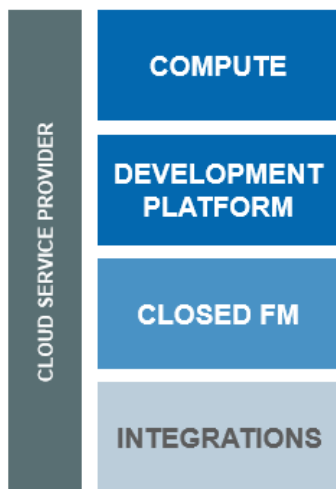 CLOUD SERVICE PROVIDER
COMPUTE
DEVELOPMENT
PLATFORM
CLOSED FM
INTEGRATIONS